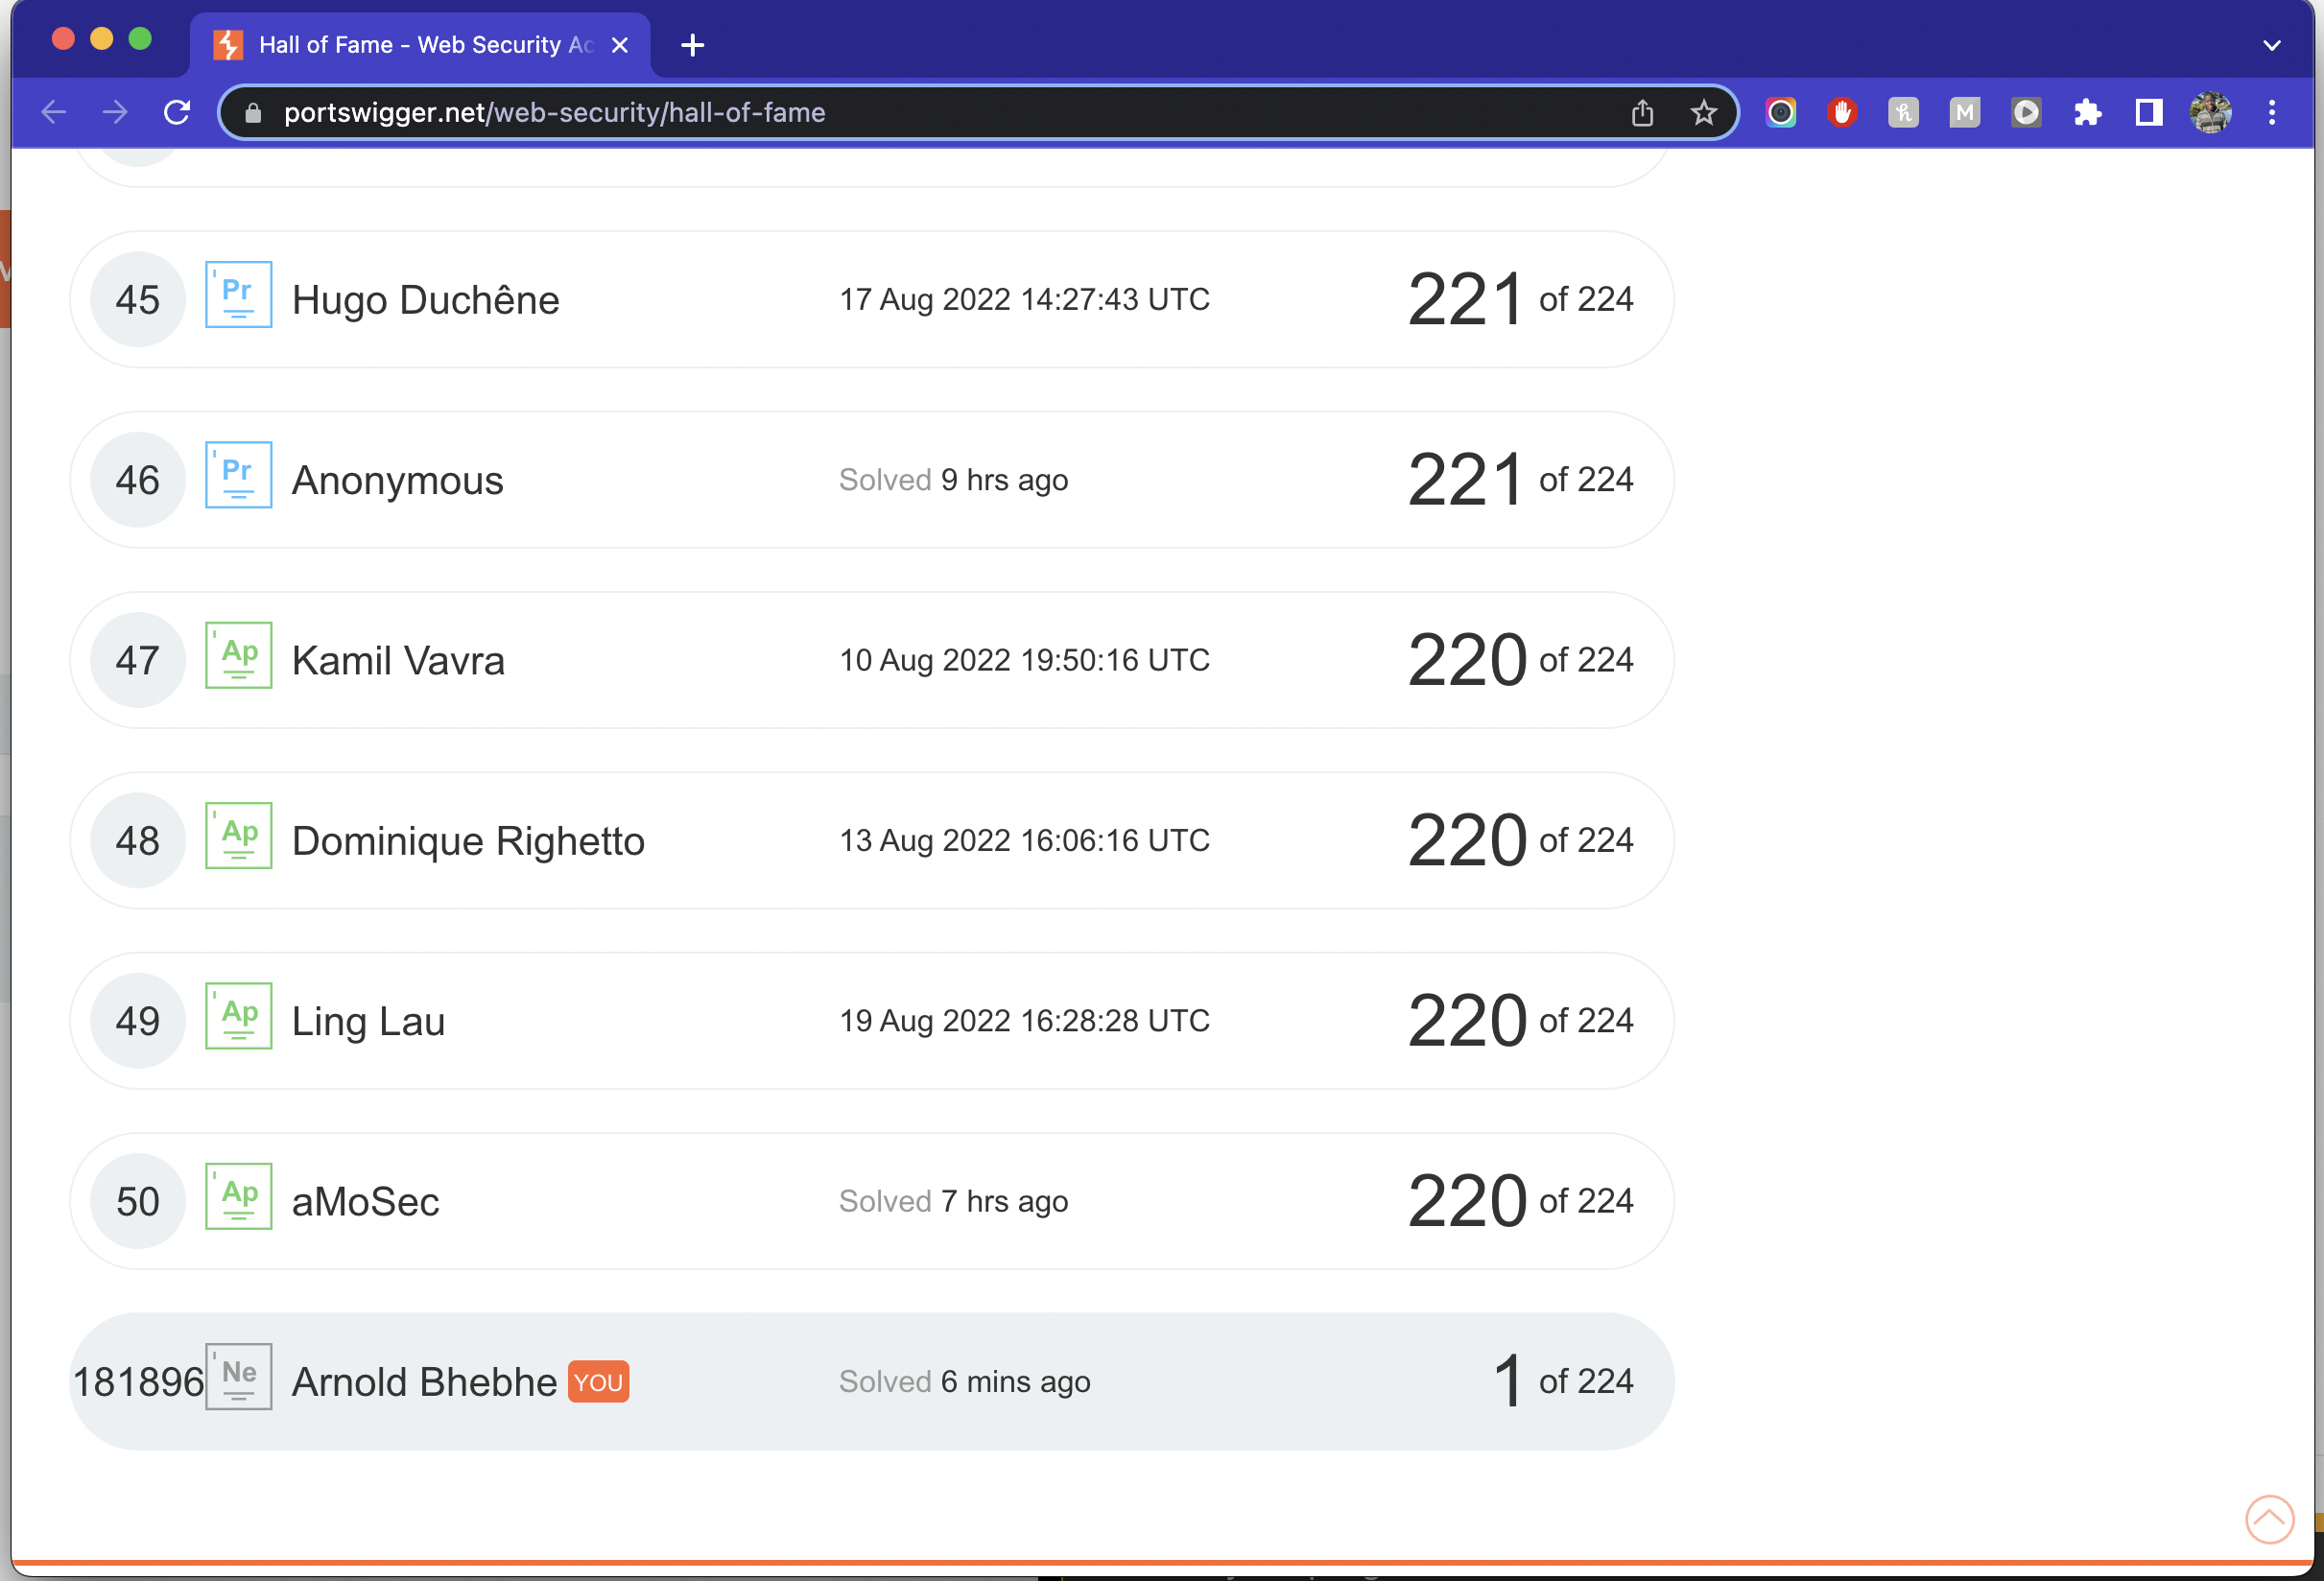 Hall of Fame - Web Security Ac
portswigger.net/web-security/hall-of-fame
45 Pr Hugo Duchêne 17 Aug 2022 14:27:43 UTC 221 of 224
46 Pr Anonymous Solved 9 hrs ago 221 of 224
47 Ap Kamil Vavra 10 Aug 2022 19:50:16 UTC 220 of 224
48 Ap Dominique Righetto 13 Aug 2022 16:06:16 UTC 220 of 224
49 Ap Ling Lau 19 Aug 2022 16:28:28 UTC 220 of 224
50 Ap aMoSec Solved 7 hrs ago 220 of 224
181896 Ne Arnold Bhebhe YOU Solved 6 mins ago 1 of 224